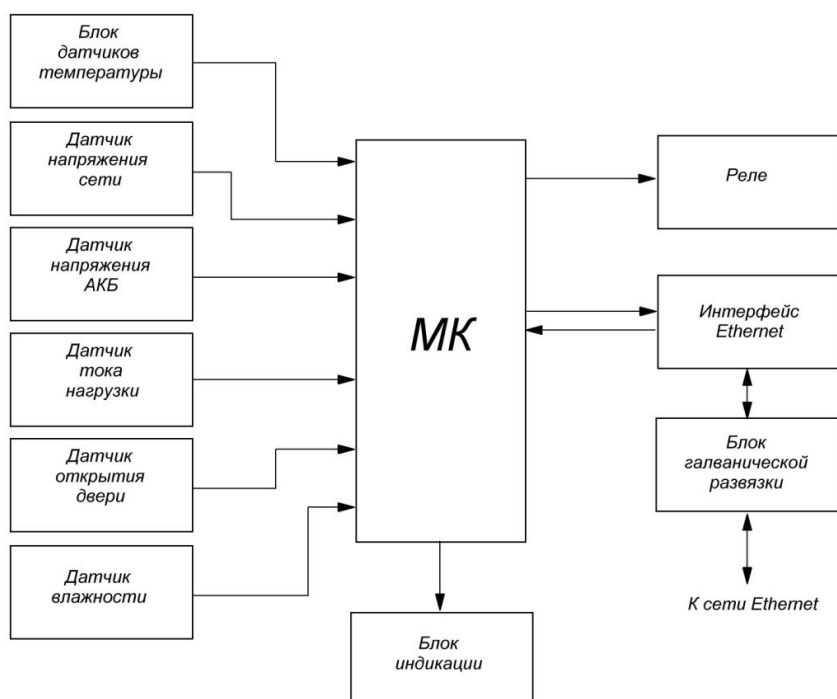 Блок
датчиков
температуры
Датчик
напряжения
сети
Датчик
напряжения
АКБ
Датчик
тока
нагрузки
Датчик
открытия
двери
Датчик
влажности
МК
Блок
индикации
Реле
Интерфейс
Ethernet
Блок
галванической
развязки
К сети Ethernet